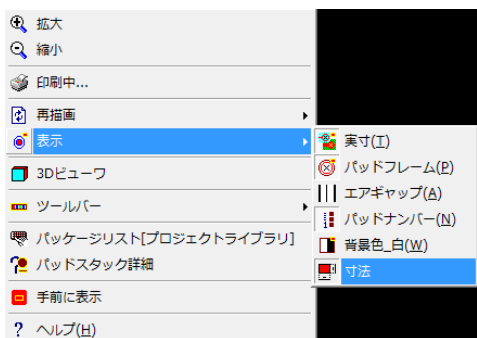 拡大
縮小
印刷中...
再描画
表示
3Dビューワ
ツールバー
パッケージリスト[プロジェクトライブラリ]
パッドスタック詳細
手前に表示
ヘルプ(H)
実寸(T)
パッドフレーム(P)
エアギャップ(A)
パッドナンバー(N)
背景色_白(W)
寸法